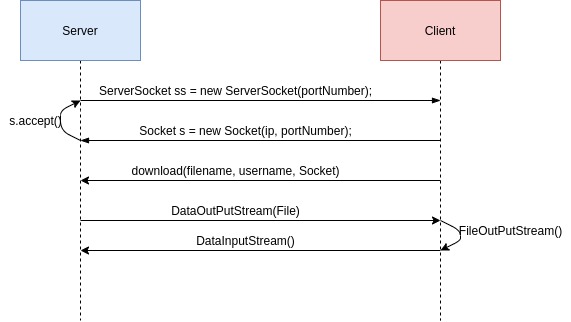 Server
Client
ServerSocket ss = new ServerSocket(portNumber);
s.accept()
Socket s = new Socket(ip, portNumber);
download(filename, username, Socket)
DataOutPutStream(File)
FileOutPutStream()
DataInputStream()